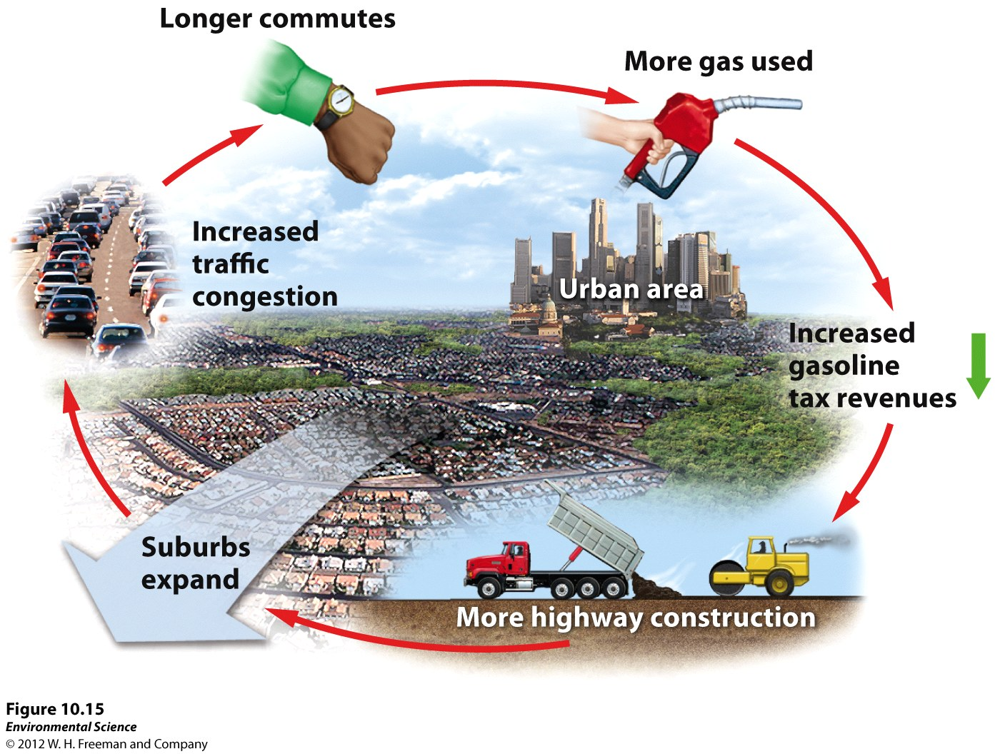 Longer commutes
More gas used
Increased
traffic
congestion
Urban area
Increased
gasoline
tax revenues
Suburbs
expand
More highway construction
Figure 10.15
Environmental Science
© 2012 W. H. Freeman and Company